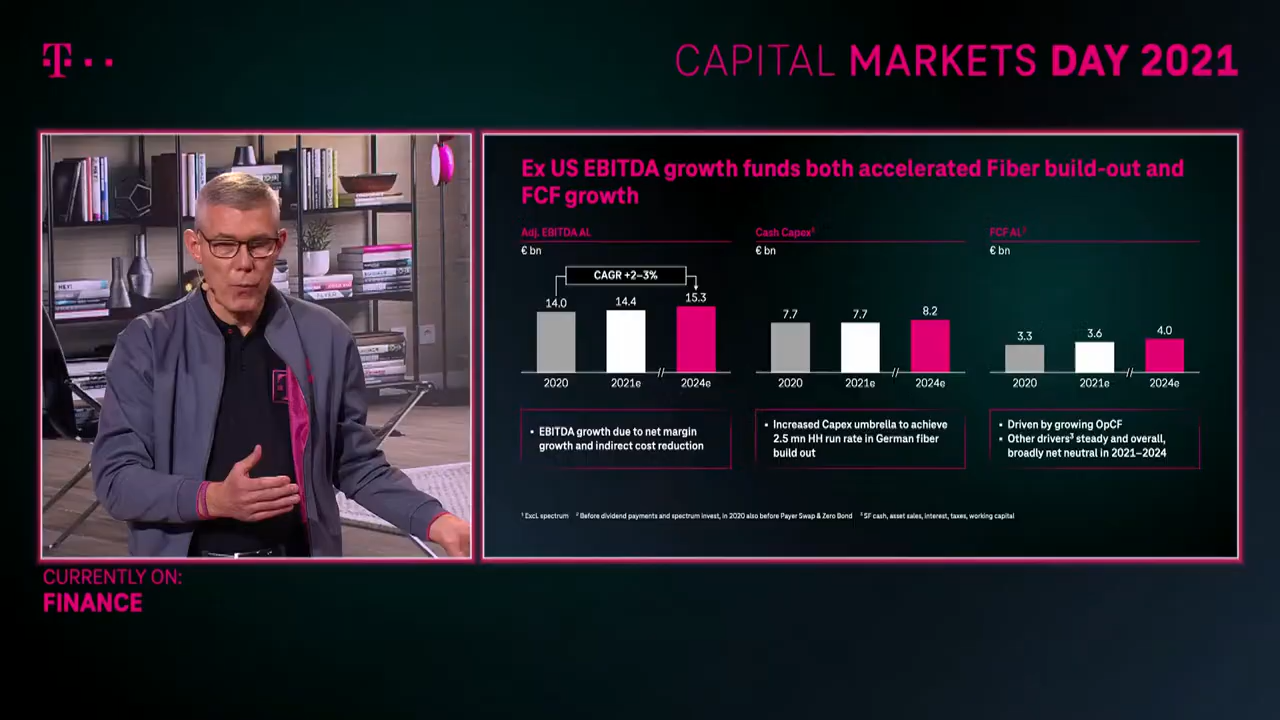 T
CAPITAL MARKETS DAY 2021
Ex US EBITDA growth funds both accelerated Fiber build-out and
FCF growth
Adj. EBITDA AL
€ bn
CAGR +2–3%
14.0
14.4
15.3
2020
2021e
2024e
• EBITDA growth due to net margin
growth and indirect cost reduction
Cash Capex¹
€ bn
7.7
7.7
8.2
2020
2021e
2024e
• Increased Capex umbrella to achieve
2.5 mn HH run rate in German fiber
build out
FCF AL²
€ bn
3.3
3.6
4.0
2020
2021e
2024e
• Driven by growing OpCF
• Other drivers³ steady and overall,
broadly net neutral in 2021–2024
¹ Excl. spectrum ² Before dividend payments and spectrum invest, in 2020 also before Payer Swap & Zero Bond ³ SF cash, asset sales, interest, taxes, working capital
HEY!
CURRENTLY ON:
FINANCE